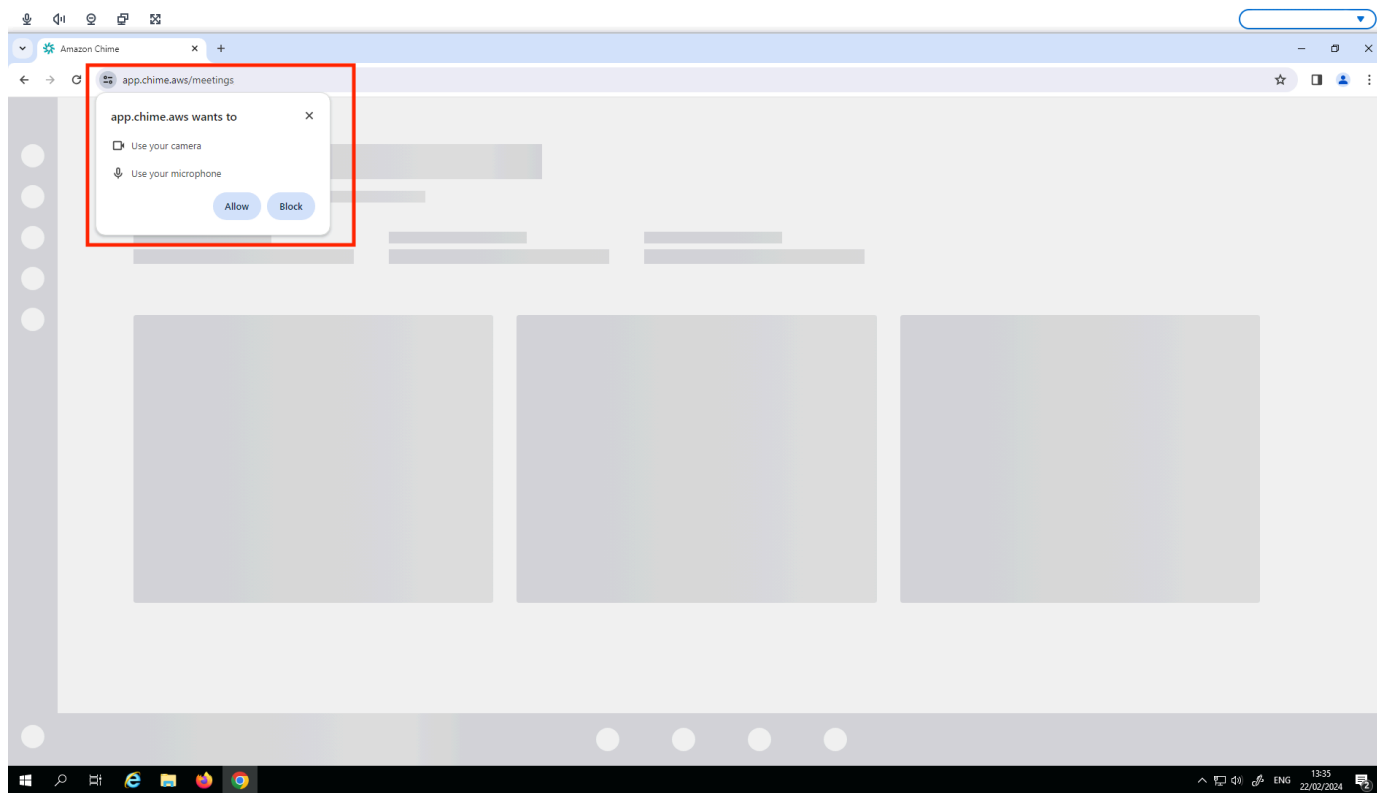 Amazon Chime
app.chime.aws/meetings
app.chime.aws wants to
Use your camera
Use your microphone
Allow Block
ENG
13:35
22/02/2024
2